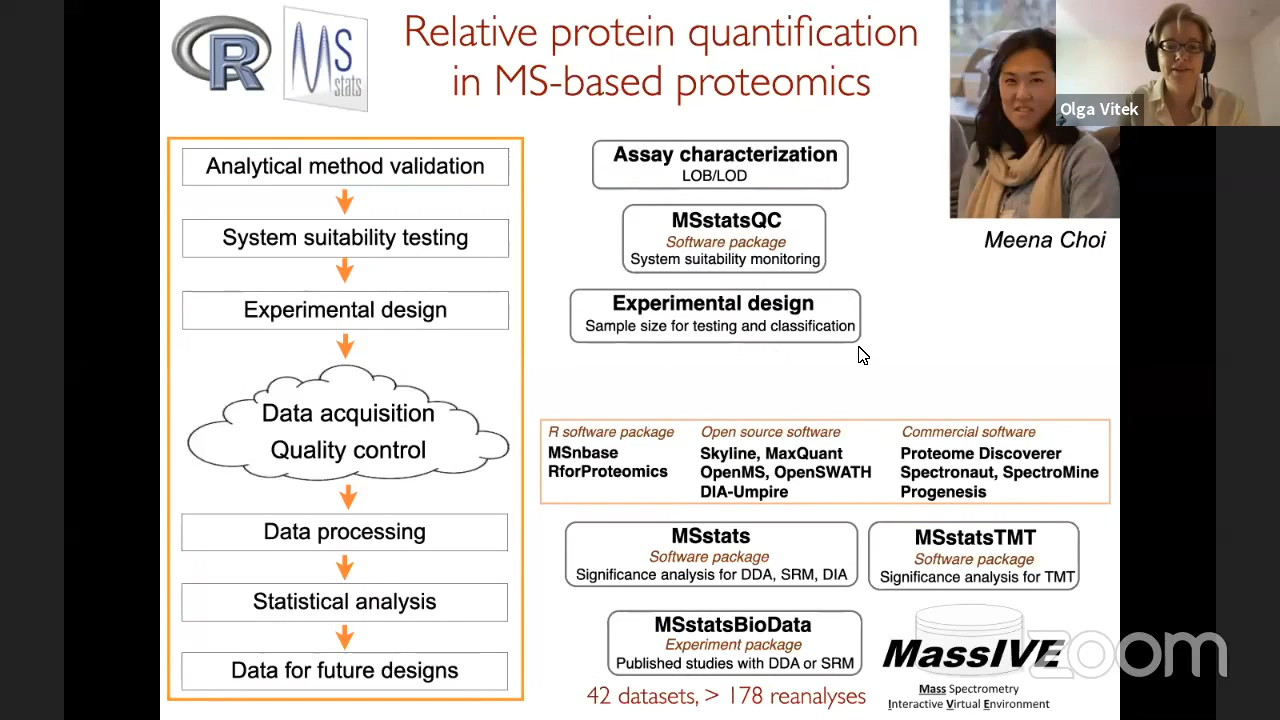 R
MS
stats
Relative protein quantification
in MS-based proteomics
Olga Vitek
Meena Choi
Analytical method validation
System suitability testing
Experimental design
Data acquisition
Quality control
Data processing
Statistical analysis
Data for future designs
Assay characterization
LOB/LOD
MSstatsQC
Software package
System suitability monitoring
Experimental design
Sample size for testing and classification
R software package
MSnbase
RforProteomics
Open source software
Skyline, MaxQuant
OpenMS, OpenSWATH
DIA-Umpire
Commercial software
Proteome Discoverer
Spectronaut, SpectroMine
Progenesis
MSstats
Software package
Significance analysis for DDA, SRM, DIA
MSstatsTMT
Software package
Significance analysis for TMT
MSstatsBioData
Experiment package
Published studies with DDA or SRM
42 datasets, > 178 reanalyses
MassIVE
Mass Spectrometry
Interactive Virtual Environment
zoom